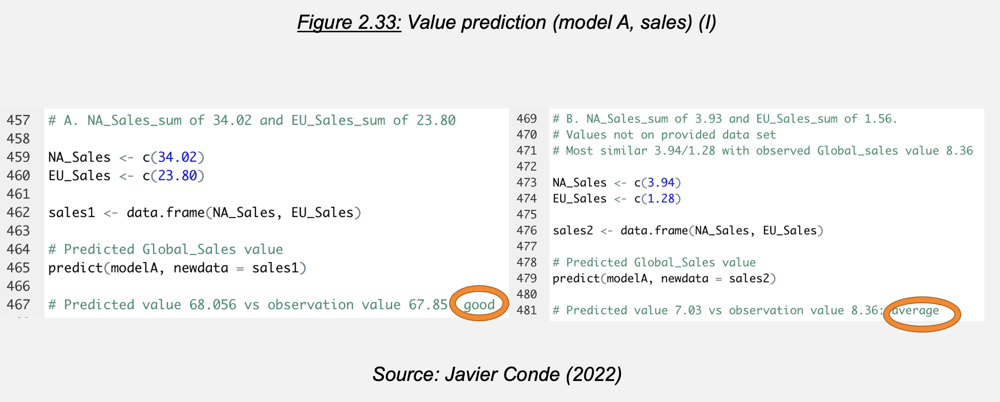 Figure 2.33: Value prediction (model A, sales) (I)
457 # A. NA_Sales_sum of 34.02 and EU_Sales_sum of 23.80
458
459 NA_Sales <- c(34.02)
460 EU_Sales <- c(23.80)
461
462 sales1 <- data.frame(NA_Sales, EU_Sales)
463
464 # Predicted Global_Sales value
465 predict(modelA, newdata = sales1)
466
467 # Predicted value 68.056 vs observation value 67.85 good
469 # B. NA_Sales_sum of 3.93 and EU_Sales_sum of 1.56.
470 # Values not on provided data set
471 # Most similar 3.94/1.28 with observed Global_sales value 8.36
472
473 NA_Sales <- c(3.94)
474 EU_Sales <- c(1.28)
475
476 sales2 <- data.frame(NA_Sales, EU_Sales)
477
478 # Predicted Global_Sales value
479 predict(modelA, newdata = sales2)
480
481 # Predicted value 7.03 vs observation value 8.36: average
Source: Javier Conde (2022)